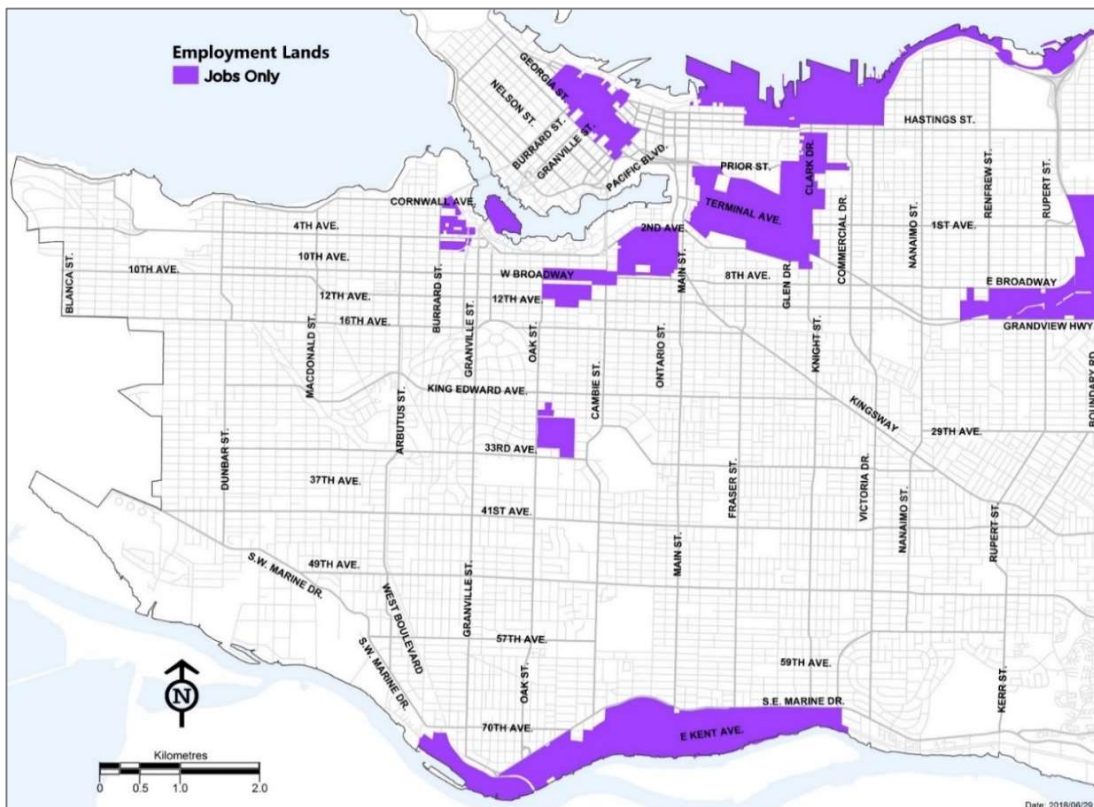 Employment Lands
Jobs Only
GEORGIA ST.
NELSON ST.
BURRARD ST.
GRANVILLE ST.
PACIFIC BLVD.
HASTINGS ST.
PRIOR ST.
CLARK DR.
RENFREW ST.
RUPERT ST.
CORNWALL AVE.
TERMINAL AVE.
COMMERCIAL DR.
NANAIMO ST.
4TH AVE.
2ND AVE.
1ST AVE.
BLANCA ST.
10TH AVE.
10TH AVE.
BURRARD ST.
W BROADWAY
MAIN ST.
8TH AVE.
GLEN DR.
E BROADWAY
12TH AVE.
12TH AVE.
16TH AVE.
GRANVILLE ST.
OAK ST.
GRANDVIEW HWY
MACDONALD ST.
ONTARIO ST.
KNIGHT ST.
BOUNDARY RD.
KING EDWARD AVE.
CAMBIE ST.
KINGSWAY
ARBUTUS ST.
29TH AVE.
DUNBAR ST.
33RD AVE.
37TH AVE.
FRASER ST.
VICTORIA DR.
NANAIMO ST.
RUPERT ST.
41ST AVE.
MAIN ST.
49TH AVE.
S.W. MARINE DR.
WEST BOULEVARD
GRANVILLE ST.
57TH AVE.
S.W. MARINE DR.
OAK ST.
59TH AVE.
KERR ST.
S.E. MARINE DR.
N
70TH AVE.
E KENT AVE.
Kilometres
0 0.5 1.0 2.0
Date: 2018/06/29